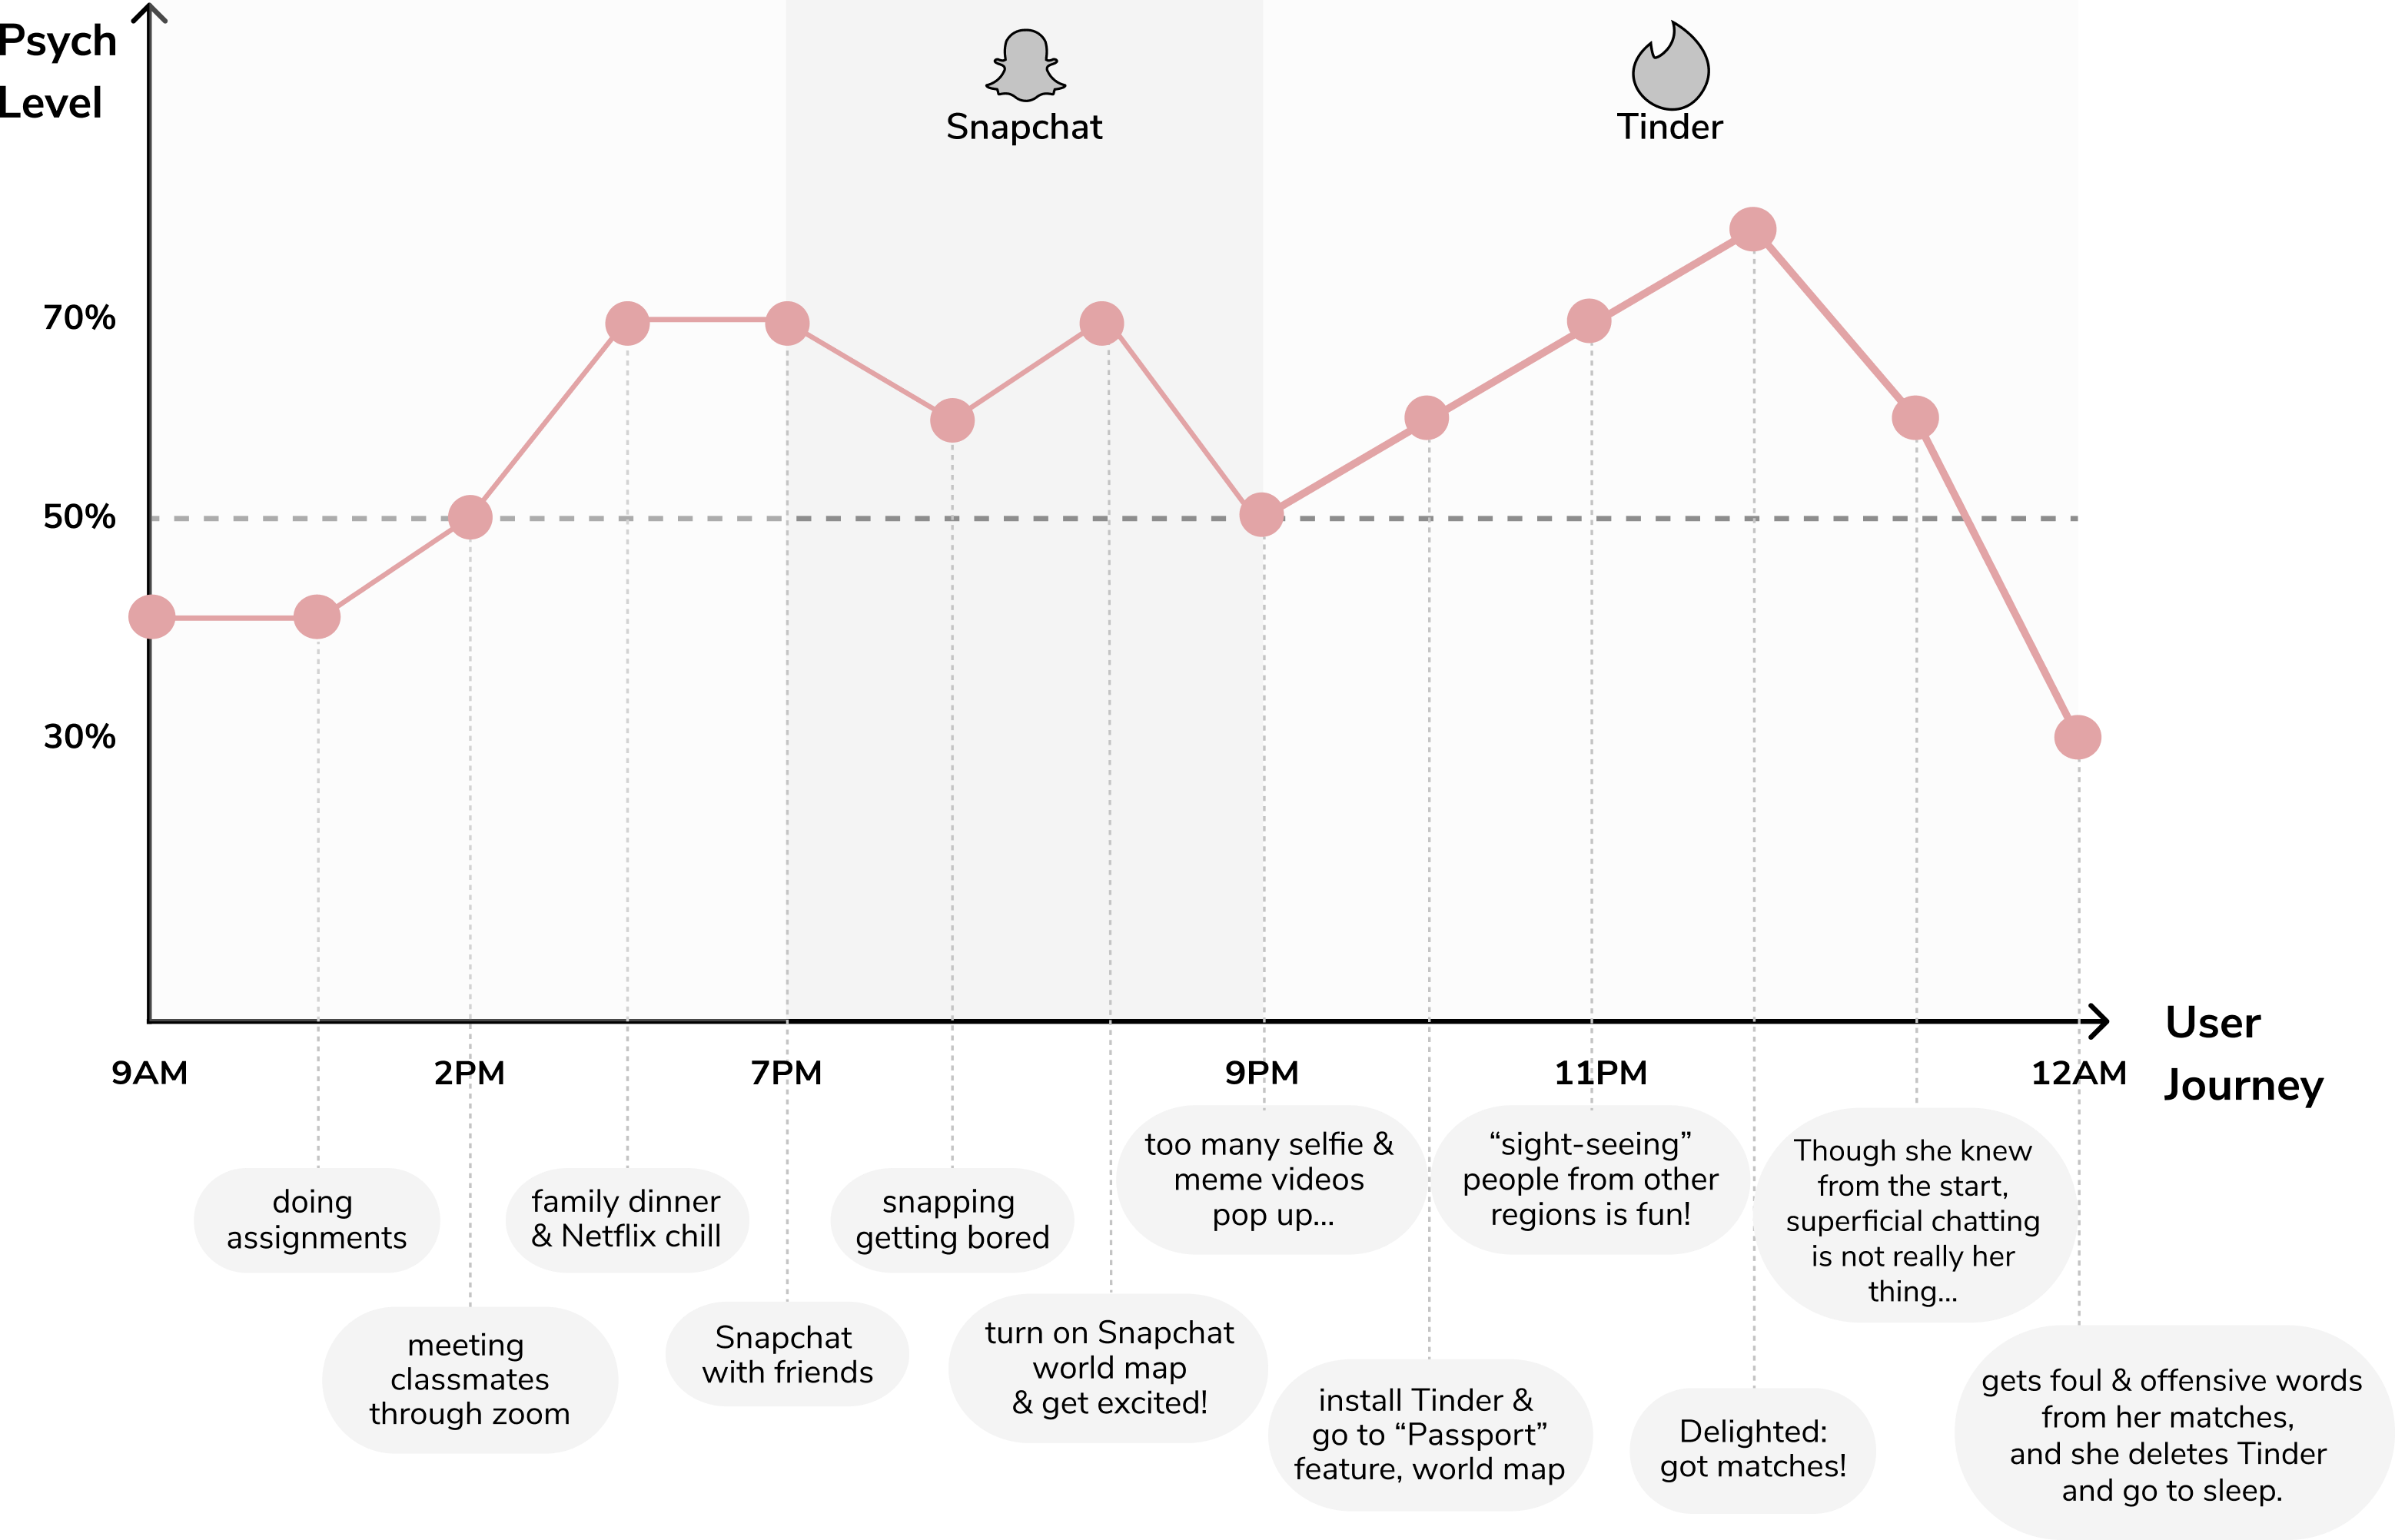 Psych
Level
Snapchat
Tinder
70%
50%
30%
9AM
2PM
7PM
9PM
11PM
12AM
User
Journey
doing
assignments
meeting
classmates
through zoom
family dinner
& Netflix chill
Snapchat
with friends
snapping
getting bored
turn on Snapchat
world map
& get excited!
too many selfie &
meme videos
pop up...
install Tinder &
go to “Passport”
feature, world map
“sight-seeing”
people from other
regions is fun!
Delighted:
got matches!
Though she knew
from the start,
superficial chatting
is not really her
thing...
gets foul & offensive words
from her matches,
and she deletes Tinder
and go to sleep.